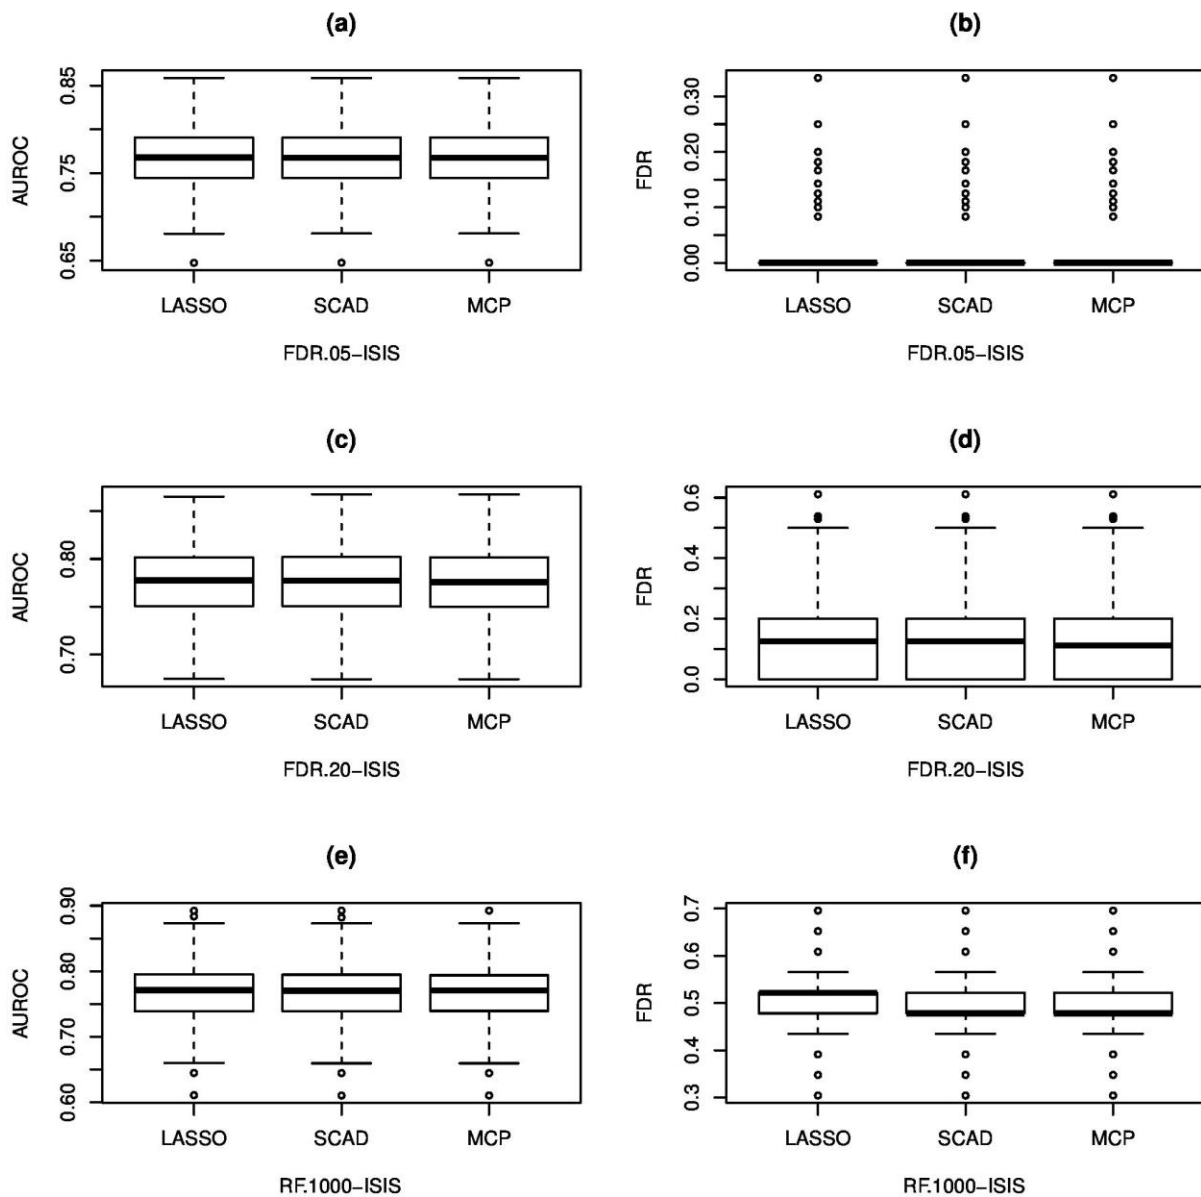 (a)
AUROC
0.85
0.75
0.65
LASSO SCAD MCP
FDR.05−ISIS
(b)
FDR
0.30
0.20
0.10
0.00
LASSO SCAD MCP
FDR.05−ISIS
(c)
AUROC
0.80
0.70
LASSO SCAD MCP
FDR.20−ISIS
(d)
FDR
0.6
0.4
0.2
0.0
LASSO SCAD MCP
FDR.20−ISIS
(e)
AUROC
0.90
0.80
0.70
0.60
LASSO SCAD MCP
RF.1000−ISIS
(f)
FDR
0.7
0.6
0.5
0.4
0.3
LASSO SCAD MCP
RF.1000−ISIS